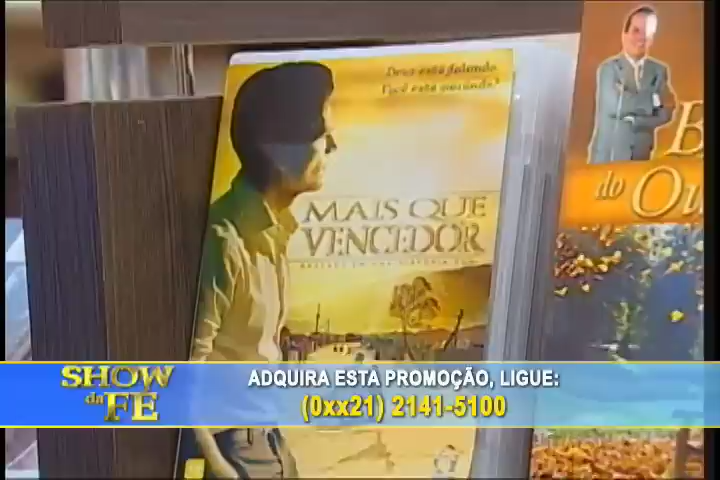 Deus está falando.
Você está ouvindo?
MAIS QUE
VENCEDOR
do
SHOW
da FÉ
ADQUIRA ESTA PROMOÇÃO, LIGUE:
(0xx21) 2141-5100